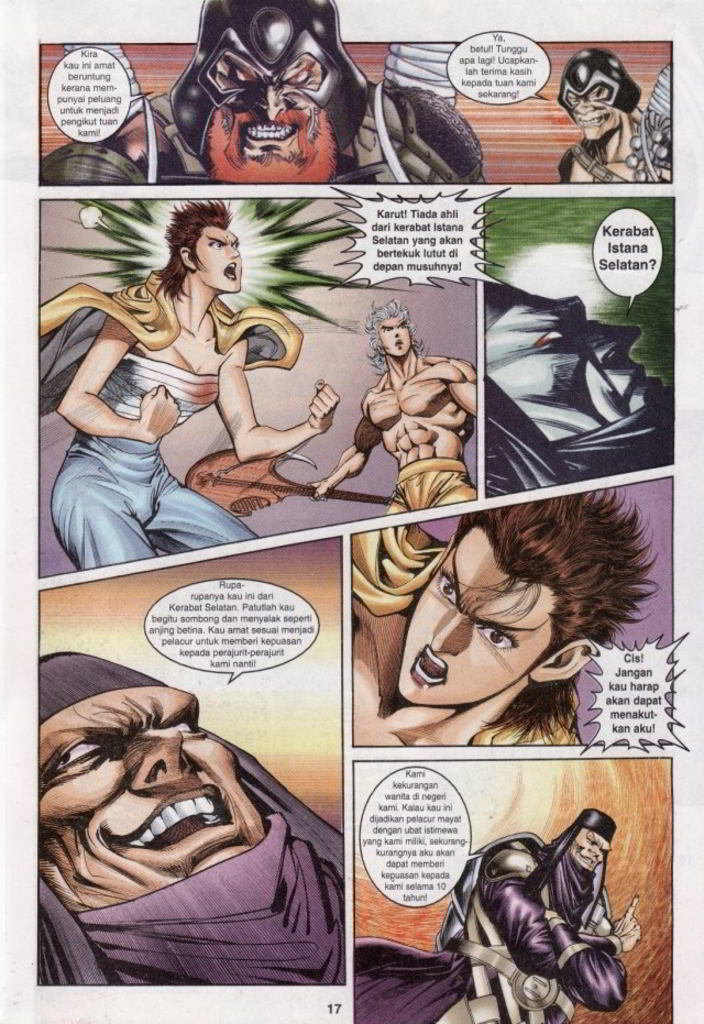 Kira
kau ini amat
beruntung
kerana mem-
punyai peluang
untuk menjadi
pengikut tuan
kami!
Ya,
betul! Tunggu
apa lagi! Ucapkan-
lah terima kasih
kepada tuan kami
sekarang!
Karut! Tiada ahli
dari kerabat Istana
Selatan yang akan
bertekuk lutut di
depan musuhnya!
Kerabat
Istana
Selatan?
Rupa-
rupanya kau ini dari
Kerabat Selatan. Patutlah kau
begitu sombong dan menyalak seperti
anjing betina. Kau amat sesuai menjadi
pelacur untuk memberi kepuasan
kepada perajurit-perajurit
kami nanti!
Cis!
Jangan
kau harap
akan dapat
menakut-
kan aku!
Kami
kekurangan
wanita di negeri
kami. Kalau kau ini
dijadikan pelacur mayat
dengan ubat istimewa
yang kami miliki, sekurang-
kurangnya aku akan
dapat memberi
kepuasan kepada
kami selama 10
tahun!
17